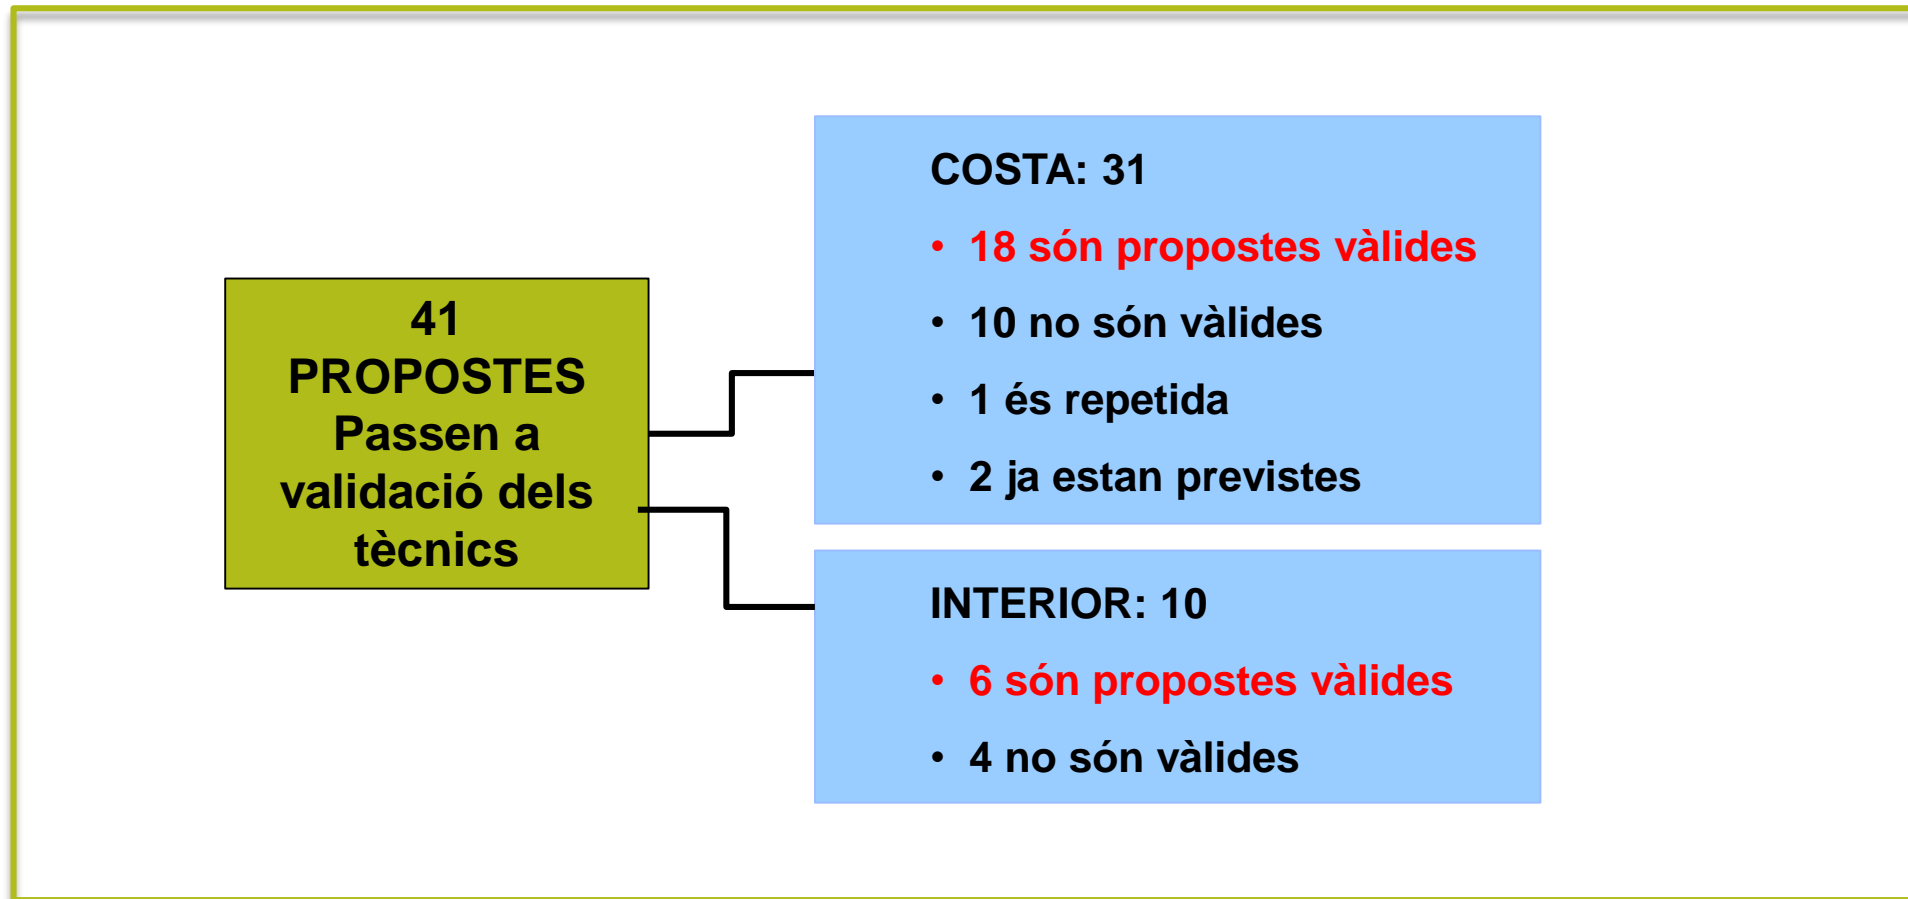 41
PROPOSTES
Passen a
validació dels
tècnics
COSTA: 31
• 18 són propostes vàlides
• 10 no són vàlides
• 1 és repetida
• 2 ja estan previstes
INTERIOR: 10
• 6 són propostes vàlides
• 4 no són vàlides